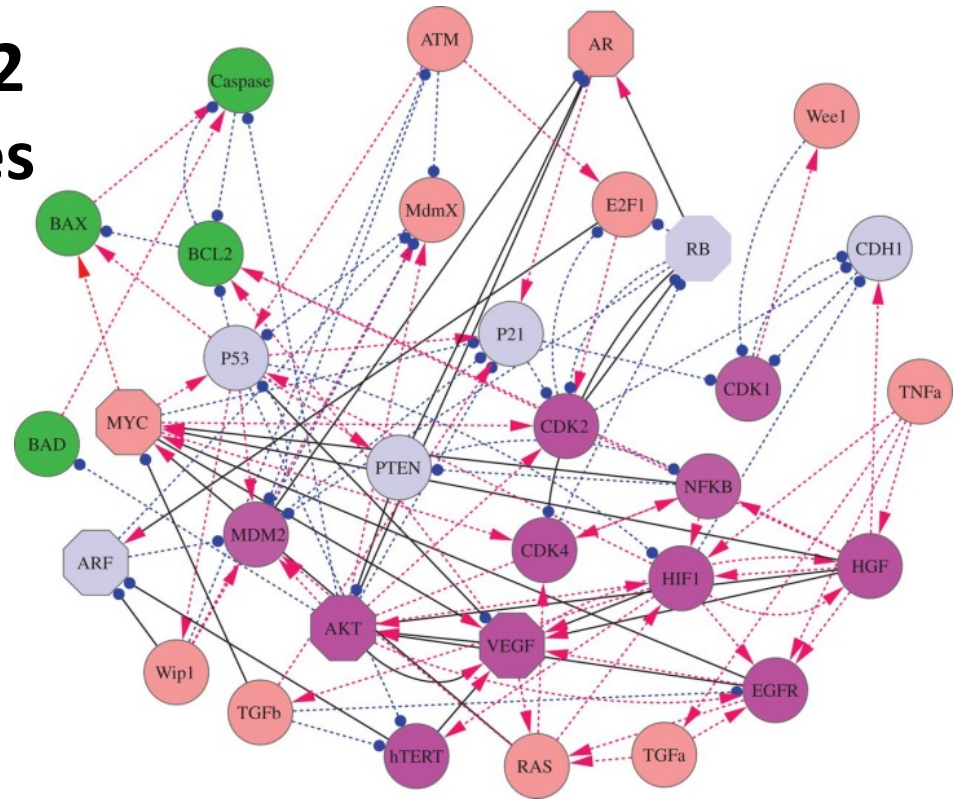 2
es
ATM
AR
Caspase
Wee1
BAX
MdmX
E2F1
RB
CDH1
BCL2
P21
P53
CDK1
TNFa
MYC
CDK2
BAD
PTEN
NFKB
MDM2
CDK4
ARF
HIF1
HGF
AKT
VEGF
Wip1
EGFR
TGFb
hTERT
RAS
TGFa